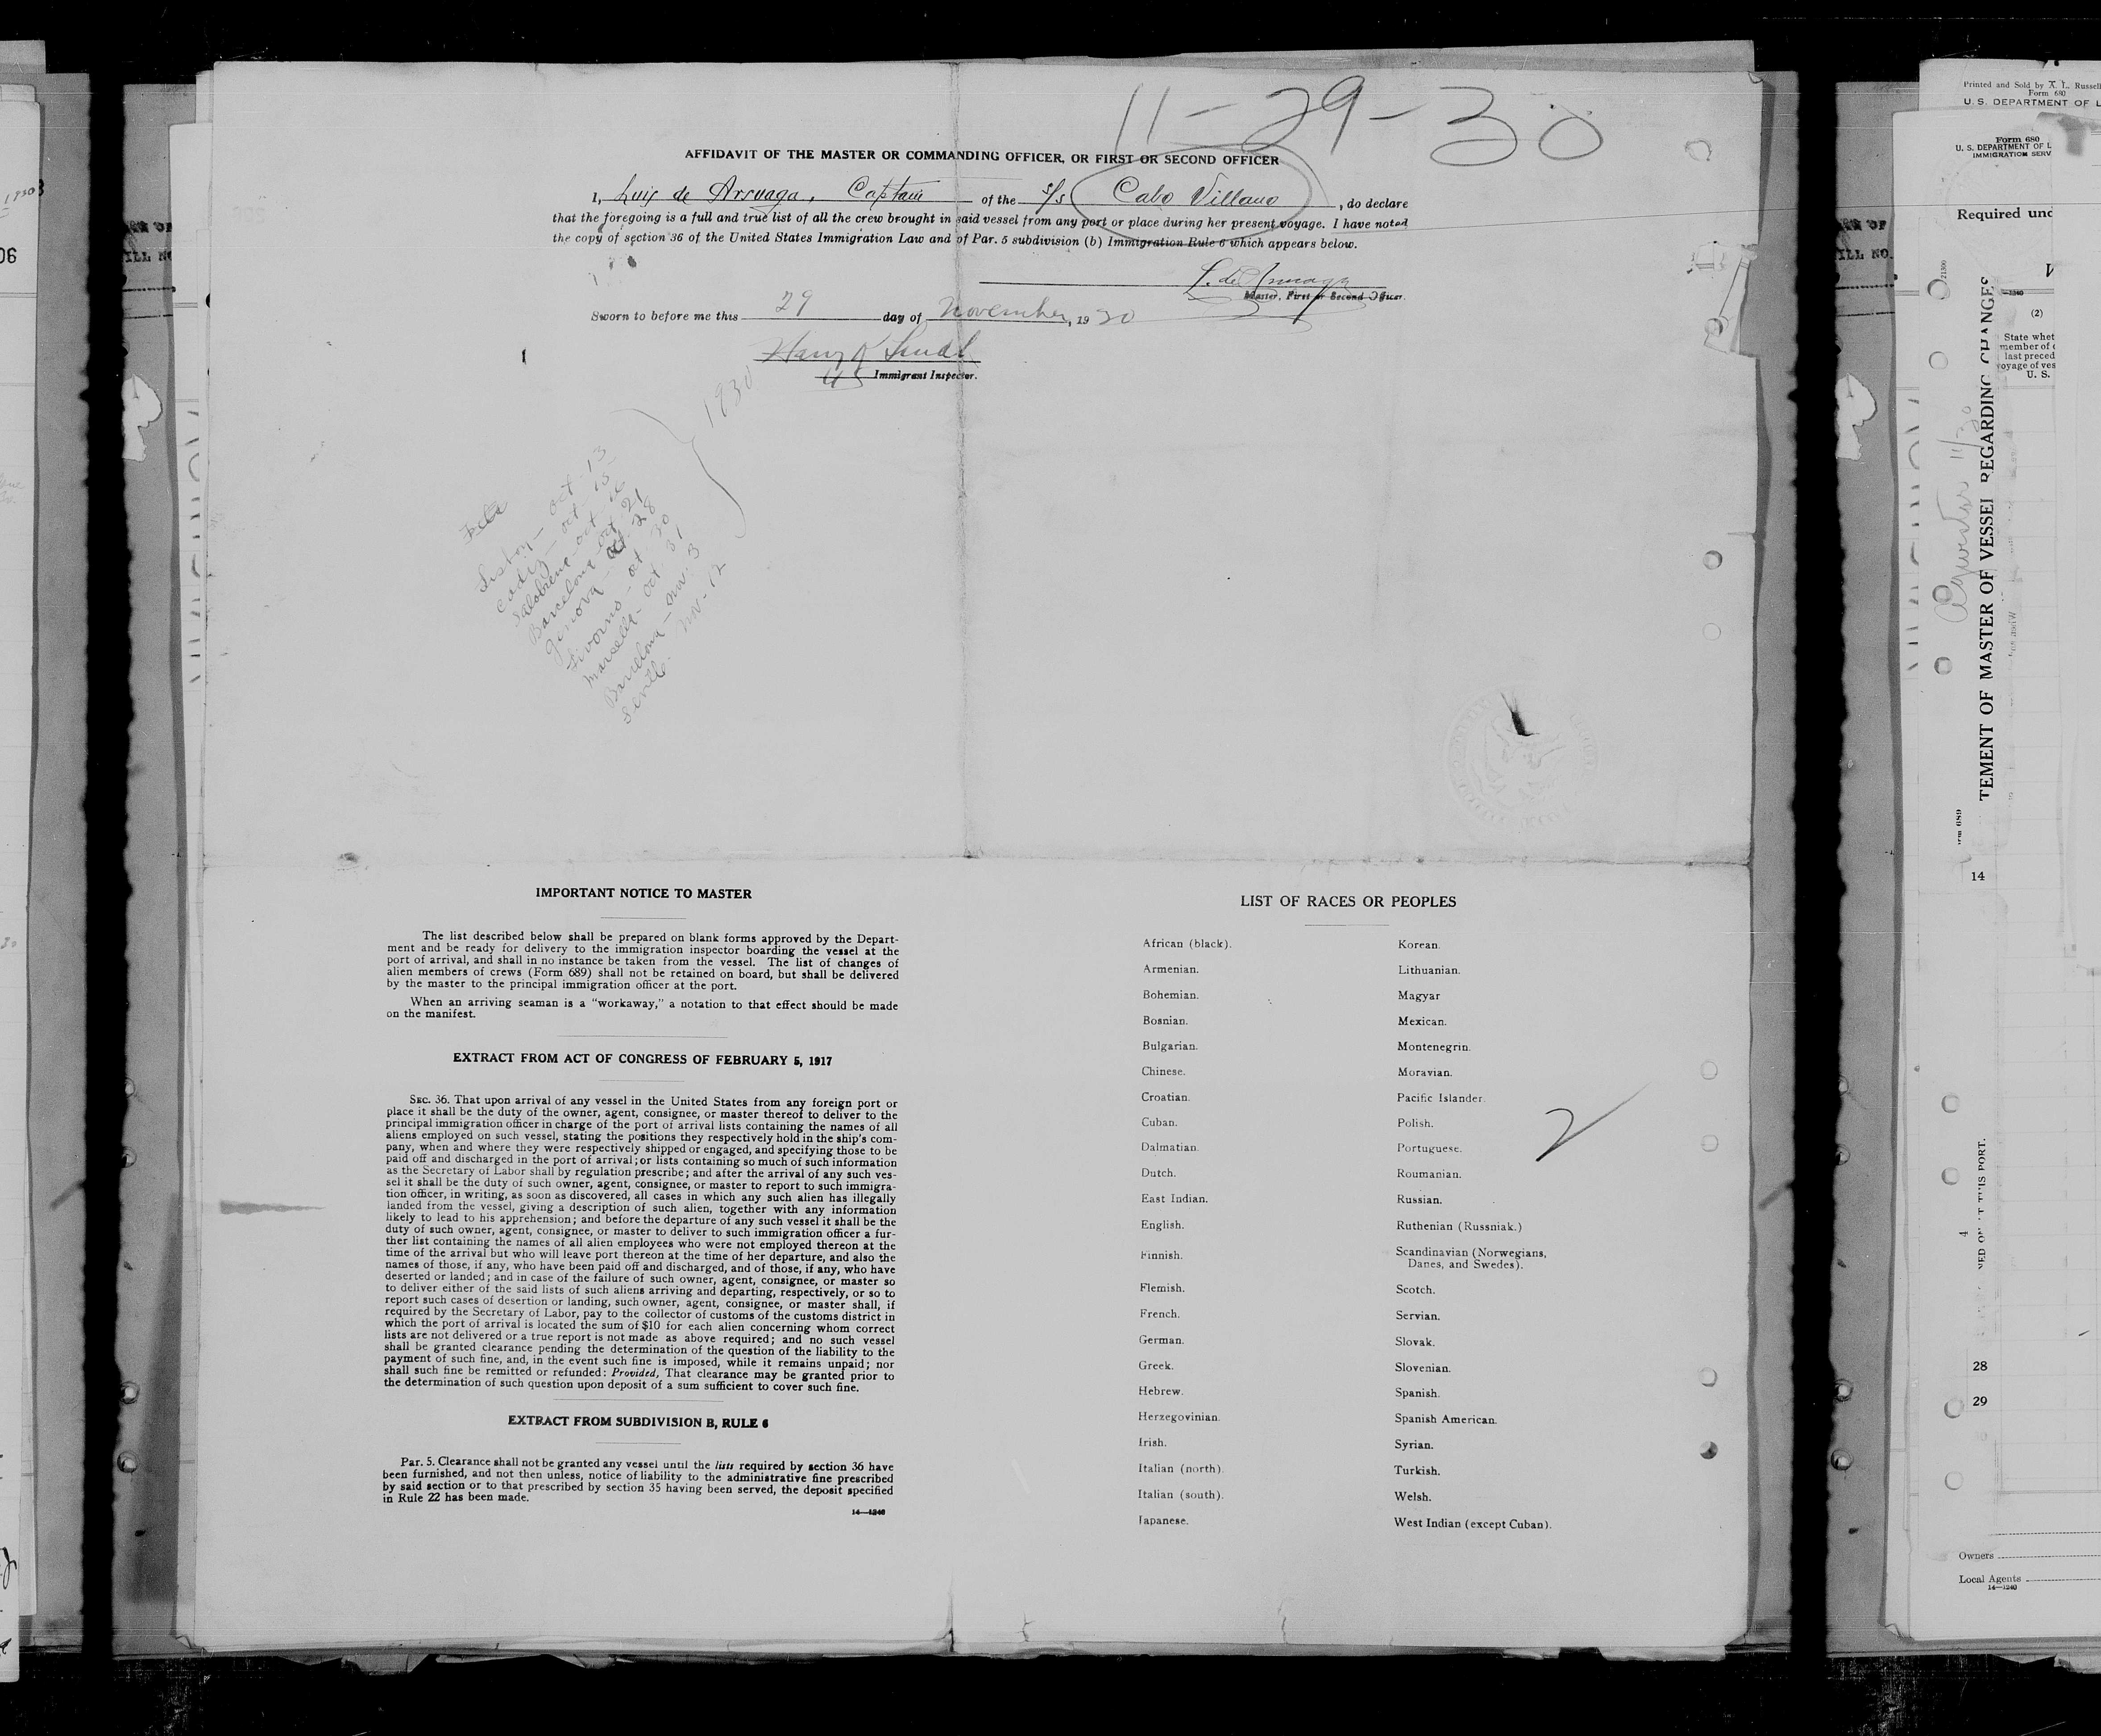 11-29-30
AFFIDAVIT OF THE MASTER OR COMMANDING OFFICER, OR FIRST OR SECOND OFFICER
I, Luis de Arsuaga, Captain of the s/s Cabo Villano, do declare
that the foregoing is a full and true list of all the crew brought in said vessel from any port or place during her present voyage. I have noted
the copy of section 36 of the United States Immigration Law and of Par. 5 subdivision (b) Immigration Rule 6 which appears below.
L. de Arsuaga
Master, First or Second Officer.
Sworn to before me this 29 day of November, 1930
Harry
US Immigrant Inspector.
1930
Lisbon - Oct - 13
Cadiz - Oct - 15
Oct - 16
Barcelona Oct 21
Genova - Oct. 28
Livorno - Oct. 30
Marcella - Oct. 31
Barcelona - Nov. 3
Seville. Nov - 12
IMPORTANT NOTICE TO MASTER
The list described below shall be prepared on blank forms approved by the Depart-
ment and be ready for delivery to the immigration inspector boarding the vessel at the
port of arrival, and shall in no instance be taken from the vessel. The list of changes of
alien members of crews (Form 689) shall not be retained on board, but shall be delivered
by the master to the principal immigration officer at the port.
When an arriving seaman is a "workaway," a notation to that effect should be made
on the manifest.
EXTRACT FROM ACT OF CONGRESS OF FEBRUARY 5, 1917
SEC. 36. That upon arrival of any vessel in the United States from any foreign port or
place it shall be the duty of the owner, agent, consignee, or master thereof to deliver to the
principal immigration officer in charge of the port of arrival lists containing the names of all
aliens employed on such vessel, stating the positions they respectively hold in the ship's com-
pany, when and where they were respectively shipped or engaged, and specifying those to be
paid off and discharged in the port of arrival; or lists containing so much of such information
as the Secretary of Labor shall by regulation prescribe; and after the arrival of any such ves-
sel it shall be the duty of such owner, agent, consignee, or master to report to such immigra-
tion officer, in writing, as soon as discovered, all cases in which any such alien has illegally
landed from the vessel, giving a description of such alien, together with any information
likely to lead to his apprehension; and before the departure of any such vessel it shall be the
duty of such owner, agent, consignee, or master to deliver to such immigration officer a fur-
ther list containing the names of all alien employees who were not employed thereon at the
time of the arrival but who will leave port thereon at the time of her departure, and also the
names of those, if any, who have been paid off and discharged, and of those, if any, who have
deserted or landed; and in case of the failure of such owner, agent, consignee, or master so
to deliver either of the said lists of such aliens arriving and departing, respectively, or so to
report such cases of desertion or landing, such owner, agent, consignee, or master shall, if
required by the Secretary of Labor, pay to the collector of customs of the customs district in
which the port of arrival is located the sum of $10 for each alien concerning whom correct
lists are not delivered or a true report is not made as above required; and no such vessel
shall be granted clearance pending the determination of the question of the liability to the
payment of such fine, and, in the event such fine is imposed, while it remains unpaid; nor
shall such fine be remitted or refunded: Provided, That clearance may be granted prior to
the determination of such question upon deposit of a sum sufficient to cover such fine.
EXTRACT FROM SUBDIVISION B, RULE 6
Par. 5. Clearance shall not be granted any vessel until the lists required by section 36 have
been furnished, and not then unless, notice of liability to the administrative fine prescribed
by said section or to that prescribed by section 35 having been served, the deposit specified
in Rule 22 has been made.
14—1240
LIST OF RACES OR PEOPLES
African (black).
Armenian.
Bohemian.
Bosnian.
Bulgarian.
Chinese.
Croatian.
Cuban.
Dalmatian.
Dutch.
East Indian.
English.
Finnish.
Flemish.
French.
German.
Greek.
Hebrew.
Herzegovinian.
Irish.
Italian (north).
Italian (south).
Japanese.
Korean.
Lithuanian.
Magyar
Mexican.
Montenegrin.
Moravian.
Pacific Islander.
Polish.
Portuguese.
Roumanian.
Russian.
Ruthenian (Russniak.)
Scandinavian (Norwegians,
Danes, and Swedes).
Scotch.
Servian.
Slovak.
Slovenian.
Spanish.
Spanish American.
Syrian.
Turkish.
Welsh.
West Indian (except Cuban).
2
Printed and Sold by A. L. Russell
Form 680
U. S. DEPARTMENT OF L
Form 680
U. S. DEPARTMENT OF L
IMMIGRATION SERV
Required und
(2)
State whet
member of
last preced
oyage of ves
U. S.
TEMENT OF MASTER OF VESSEL REGARDING CHANGES
14
28
29
Owners
Local Agents
14—1240